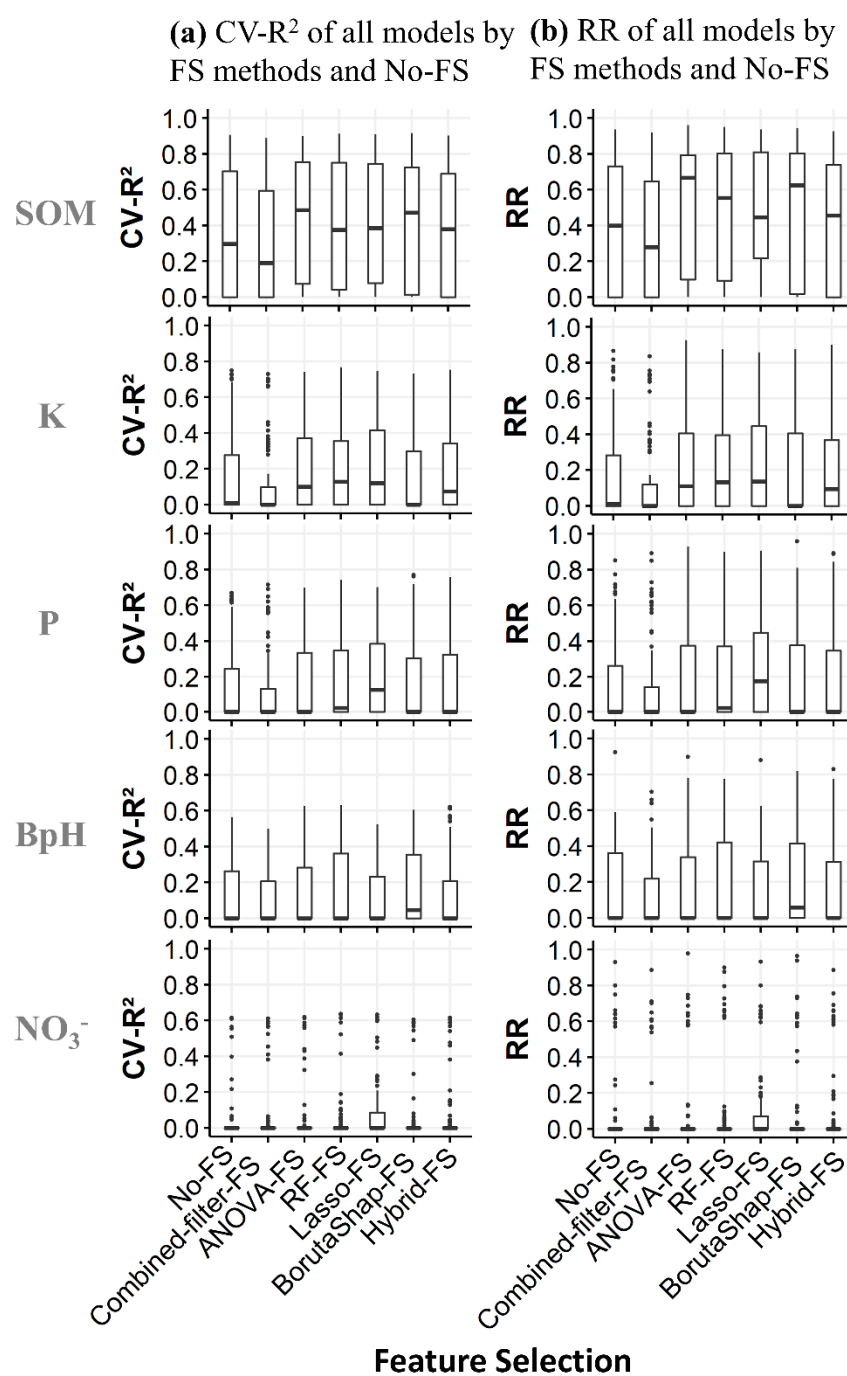 (a) CV-R² of all models by
FS methods and No-FS
(b) RR of all models by
FS methods and No-FS
SOM
CV-R²
1.0
0.8
0.6
0.4
0.2
0.0
RR
1.0
0.8
0.6
0.4
0.2
0.0
K
CV-R²
1.0
0.8
0.6
0.4
0.2
0.0
RR
1.0
0.8
0.6
0.4
0.2
0.0
P
CV-R²
1.0
0.8
0.6
0.4
0.2
0.0
RR
1.0
0.8
0.6
0.4
0.2
0.0
BpH
CV-R²
1.0
0.8
0.6
0.4
0.2
0.0
RR
1.0
0.8
0.6
0.4
0.2
0.0
NO₃⁻
CV-R²
1.0
0.8
0.6
0.4
0.2
0.0
RR
1.0
0.8
0.6
0.4
0.2
0.0
No-FS
Combined-filter-FS
ANOVA-FS
RF-FS
Lasso-FS
BorutaShap-FS
Hybrid-FS
No-FS
Combined-filter-FS
ANOVA-FS
RF-FS
Lasso-FS
BorutaShap-FS
Hybrid-FS
Feature Selection